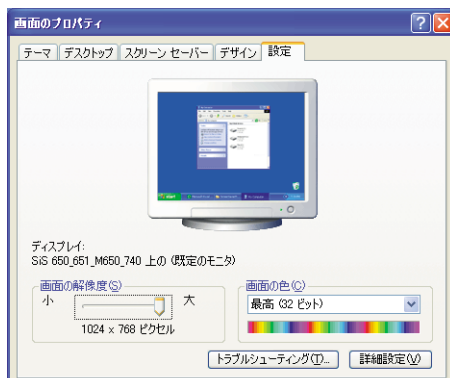 画面のプロパティ
テーマ デスクトップ スクリーン セーバー デザイン 設定
ディスプレイ:
SiS 650_651_M650_740 上の (既定のモニタ)
画面の解像度(S)
小 大
1024 x 768 ピクセル
画面の色(C)
最高 (32 ビット)
トラブルシューティング(T)... 詳細設定(V)